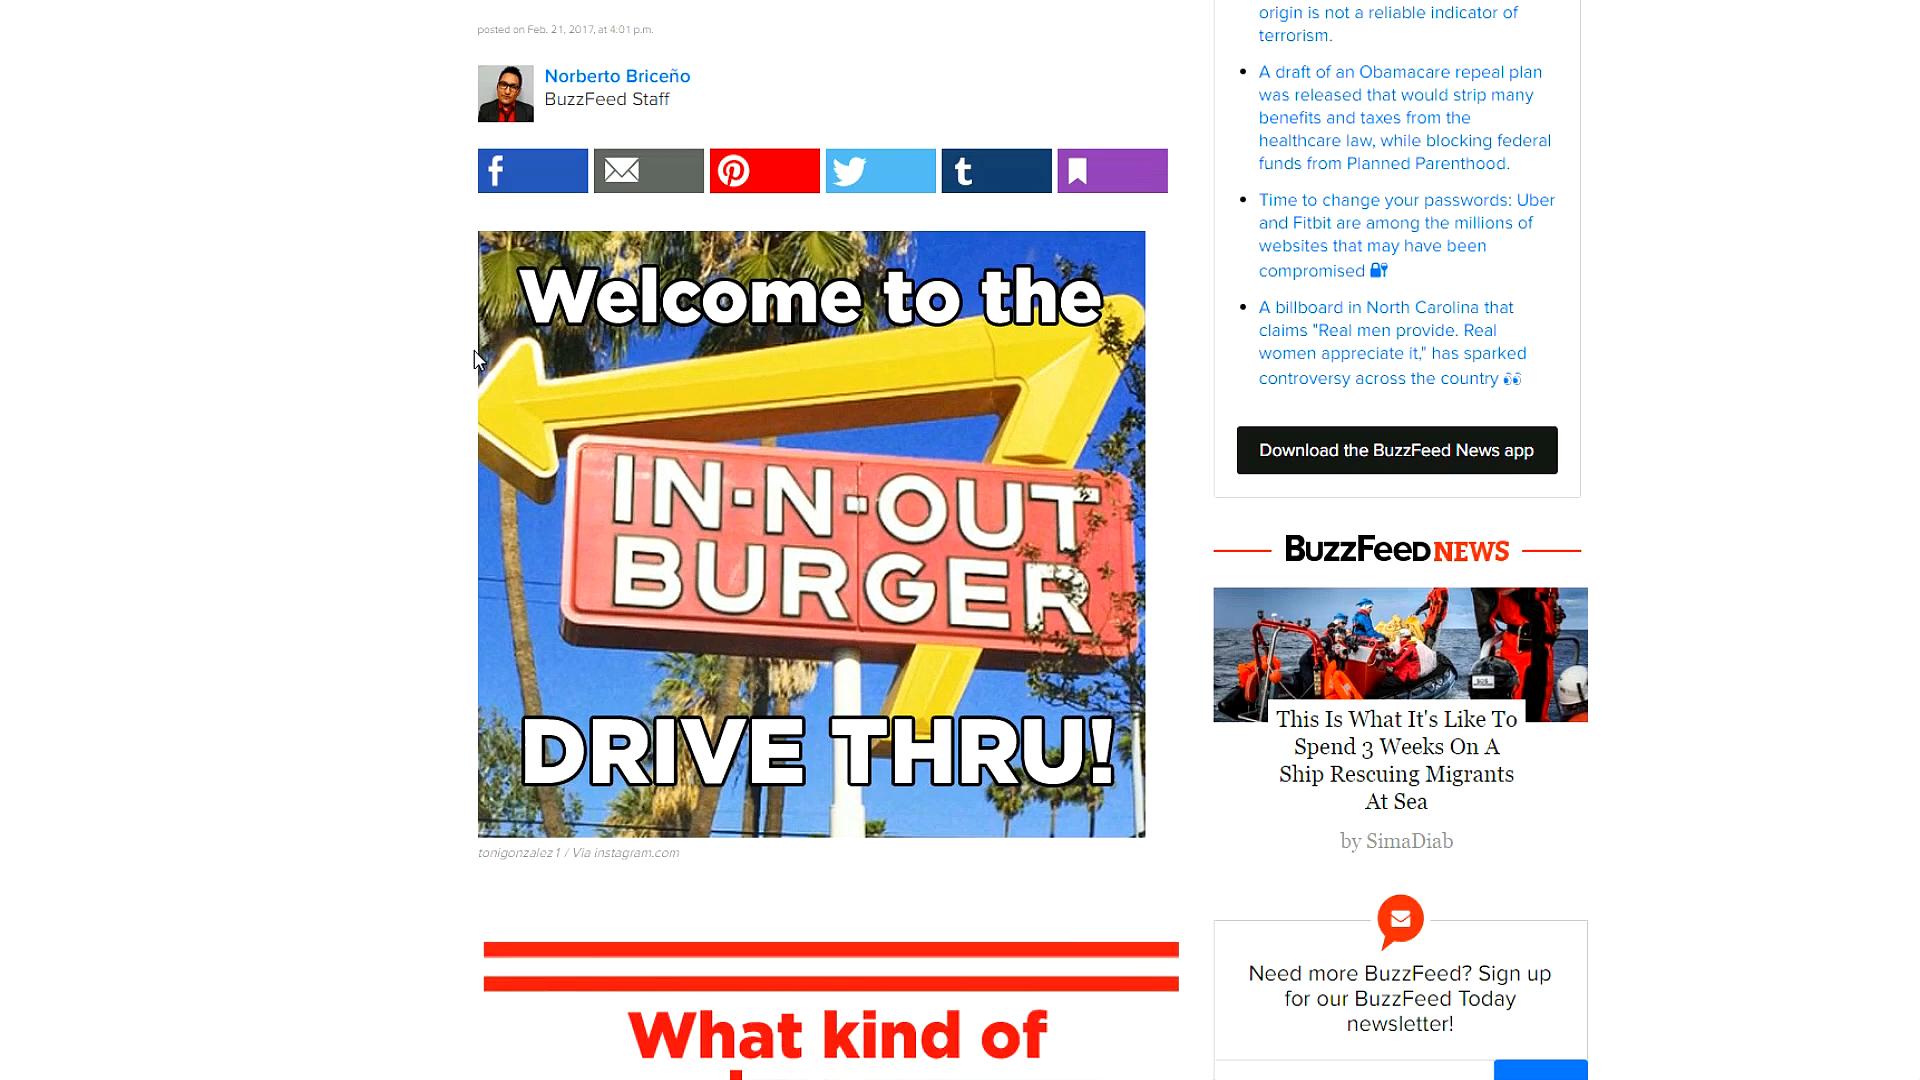 posted on Feb. 21, 2017, at 4:01 p.m.
Norberto Briceño
BuzzFeed Staff
Welcome to the
IN-N-OUT
BURGER
DRIVE THRU!
tonigonzalez1 / Via instagram.com
What kind of
origin is not a reliable indicator of
terrorism.
A draft of an Obamacare repeal plan
was released that would strip many
benefits and taxes from the
healthcare law, while blocking federal
funds from Planned Parenthood.
Time to change your passwords: Uber
and Fitbit are among the millions of
websites that may have been
compromised 🔐
A billboard in North Carolina that
claims "Real men provide. Real
women appreciate it," has sparked
controversy across the country 👀
Download the BuzzFeed News app
BuzzFeed NEWS
This Is What It's Like To
Spend 3 Weeks On A
Ship Rescuing Migrants
At Sea
by SimaDiab
Need more BuzzFeed? Sign up
for our BuzzFeed Today
newsletter!